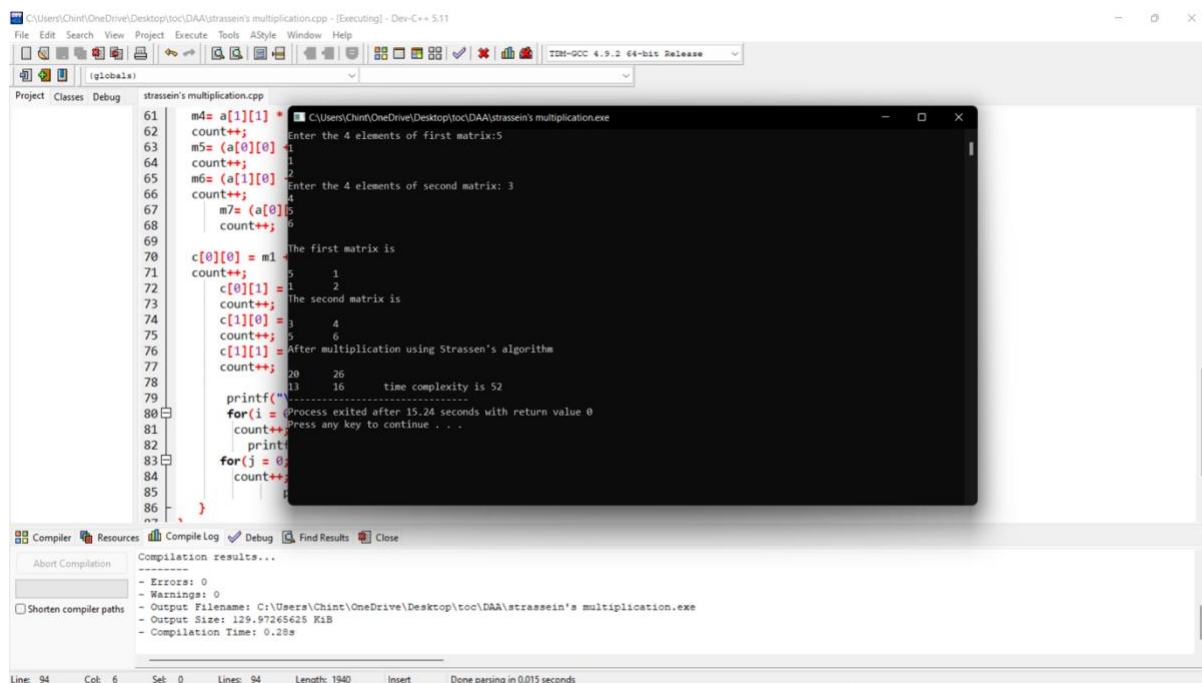 C:\Users\Chint\OneDrive\Desktop\toc\DAA\strassein's multiplication.cpp - [Executing] - Dev-C++ 5.11
File Edit Search View Project Execute Tools AStyle Window Help
TDM-GCC 4.9.2 64-bit Release
(globals)
Project Classes Debug strassein's multiplication.cpp
61 m4= a[1][1] *
62 count++;
63 m5= (a[0][0] +
64 count++;
65 m6= (a[1][0] -
66 count++;
67 m7= (a[0][
68 count++;
69
70 c[0][0] = m1 +
71 count++;
72 c[0][1] =
73 count++;
74 c[1][0] =
75 count++;
76 c[1][1] =
77 count++;
78
79 printf("\
80 for(i = 0
81 count++;
82 printf
83 for(j = 0;
84 count++;
85 p
86 }
87 }
C:\Users\Chint\OneDrive\Desktop\toc\DAA\strassein's multiplication.exe
Enter the 4 elements of first matrix:5
1
1
2
Enter the 4 elements of second matrix: 3
4
5
6
The first matrix is
5 1
1 2
The second matrix is
3 4
5 6
After multiplication using Strassen's algorithm
20 26
13 16 time complexity is 52
--------------------------------
Process exited after 15.24 seconds with return value 0
Press any key to continue . . .
Compiler Resources Compile Log Debug Find Results Close
Abort Compilation
Shorten compiler paths
Compilation results...
--------
- Errors: 0
- Warnings: 0
- Output Filename: C:\Users\Chint\OneDrive\Desktop\toc\DAA\strassein's multiplication.exe
- Output Size: 129.97265625 KiB
- Compilation Time: 0.28s
Line: 94 Col: 6 Sel: 0 Lines: 94 Length: 1940 Insert Done parsing in 0.015 seconds